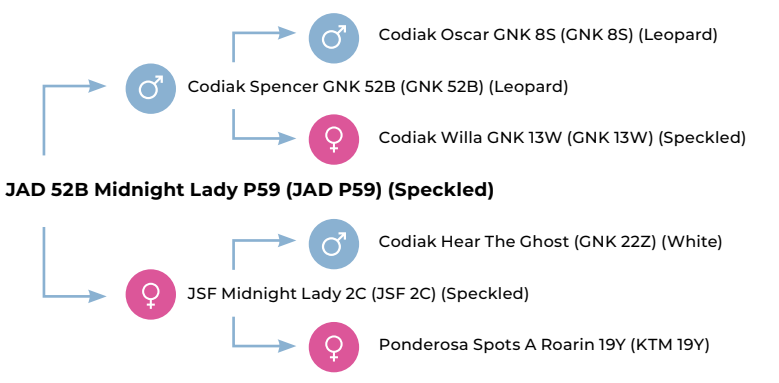 Codiak Oscar GNK 8S (GNK 8S) (Leopard)
Codiak Spencer GNK 52B (GNK 52B) (Leopard)
Codiak Willa GNK 13W (GNK 13W) (Speckled)
JAD 52B Midnight Lady P59 (JAD P59) (Speckled)
Codiak Hear The Ghost (GNK 22Z) (White)
JSF Midnight Lady 2C (JSF 2C) (Speckled)
Ponderosa Spots A Roarin 19Y (KTM 19Y)